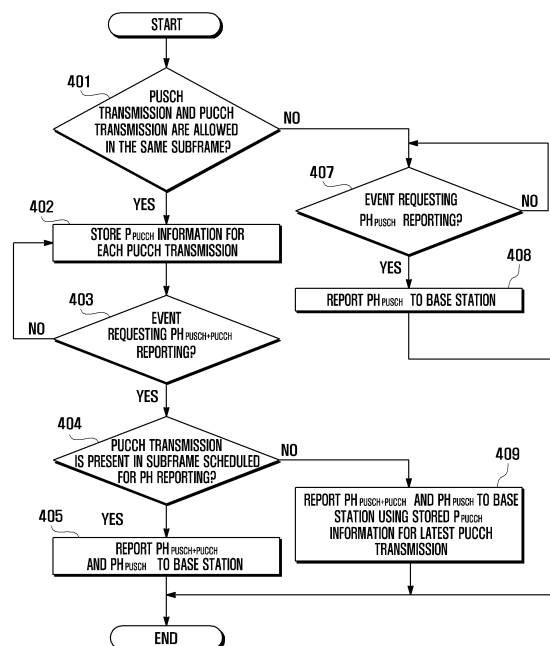 START
401
PUSCH
TRANSMISSION AND PUCCH
TRANSMISSION ARE ALLOWED
IN THE SAME SUBFRAME?
NO
YES
407
EVENT REQUESTING
PHPUSCH REPORTING?
NO
YES
402
STORE PPUCCH INFORMATION FOR
EACH PUCCH TRANSMISSION
408
REPORT PHPUSCH TO BASE STATION
403
EVENT
REQUESTING PHPUSCH+PUCCH
REPORTING?
NO
YES
404
PUCCH TRANSMISSION
IS PRESENT IN SUBFRAME SCHEDULED
FOR PH REPORTING?
NO
YES
409
REPORT PHPUSCH+PUCCH AND PHPUSCH TO BASE
STATION USING STORED PPUCCH
INFORMATION FOR LATEST PUCCH
TRANSMISSION
405
REPORT PHPUSCH+PUCCH
AND PHPUSCH TO BASE STATION
END